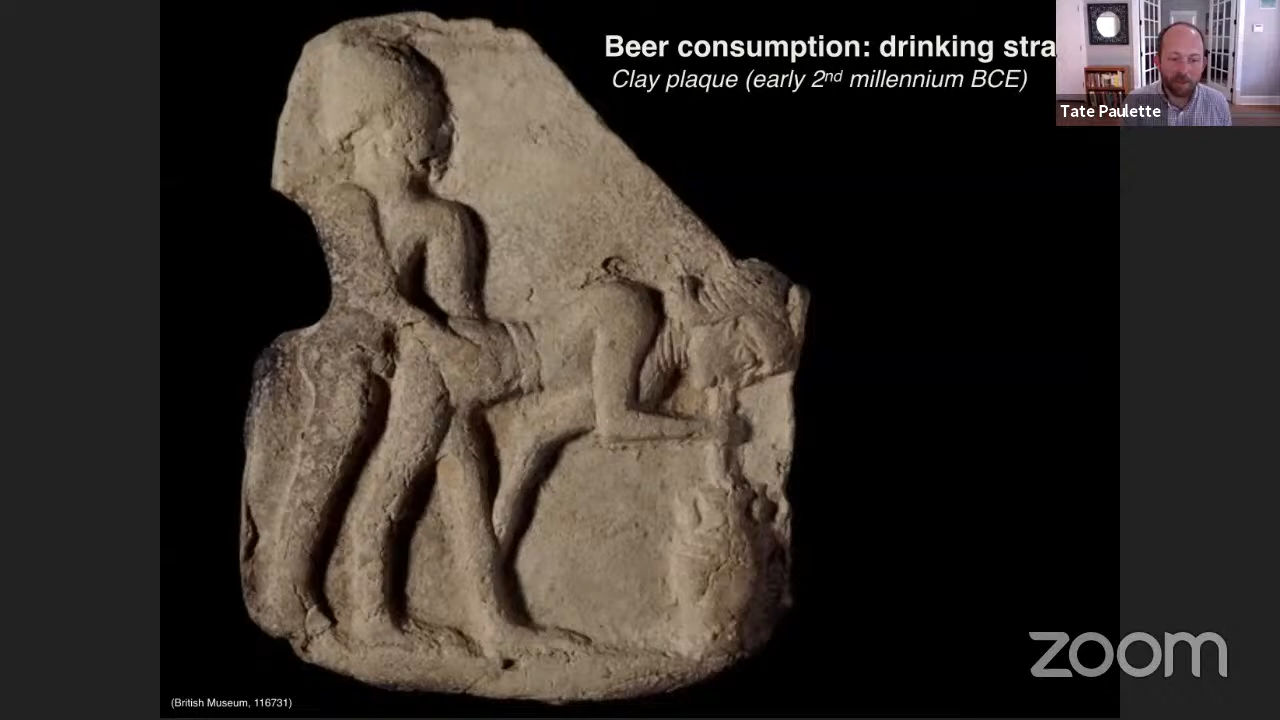 Beer consumption: drinking stra
Clay plaque (early 2nd millennium BCE)
Tate Paulette
zoom
(British Museum, 116731)